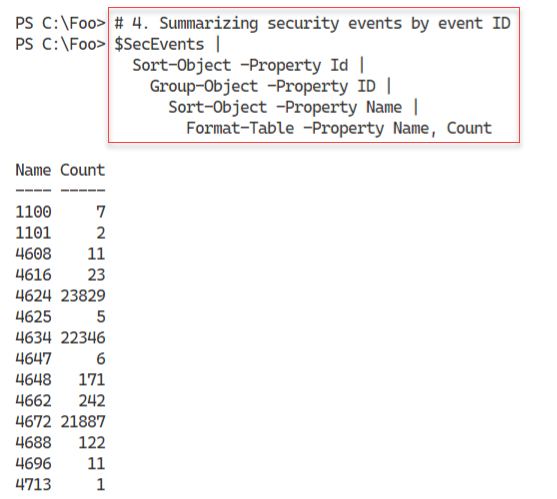 PS C:\Foo> # 4. Summarizing security events by event ID
PS C:\Foo> $SecEvents |
Sort-Object -Property Id |
Group-Object -Property ID |
Sort-Object -Property Name |
Format-Table -Property Name, Count
Name Count
---- -----
1100 7
1101 2
4608 11
4616 23
4624 23829
4625 5
4634 22346
4647 6
4648 171
4662 242
4672 21887
4688 122
4696 11
4713 1